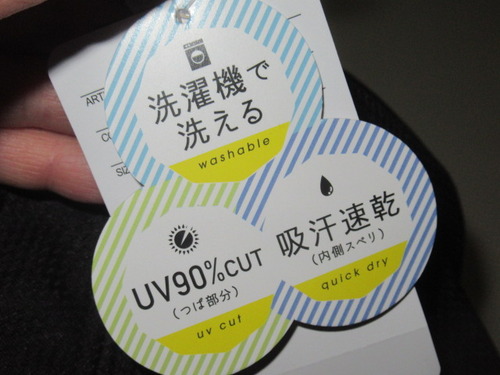 洗濯機で
洗える
washable
UV90%CUT
(つば部分)
uv cut
吸汗速乾
(内側スベリ)
quick dry